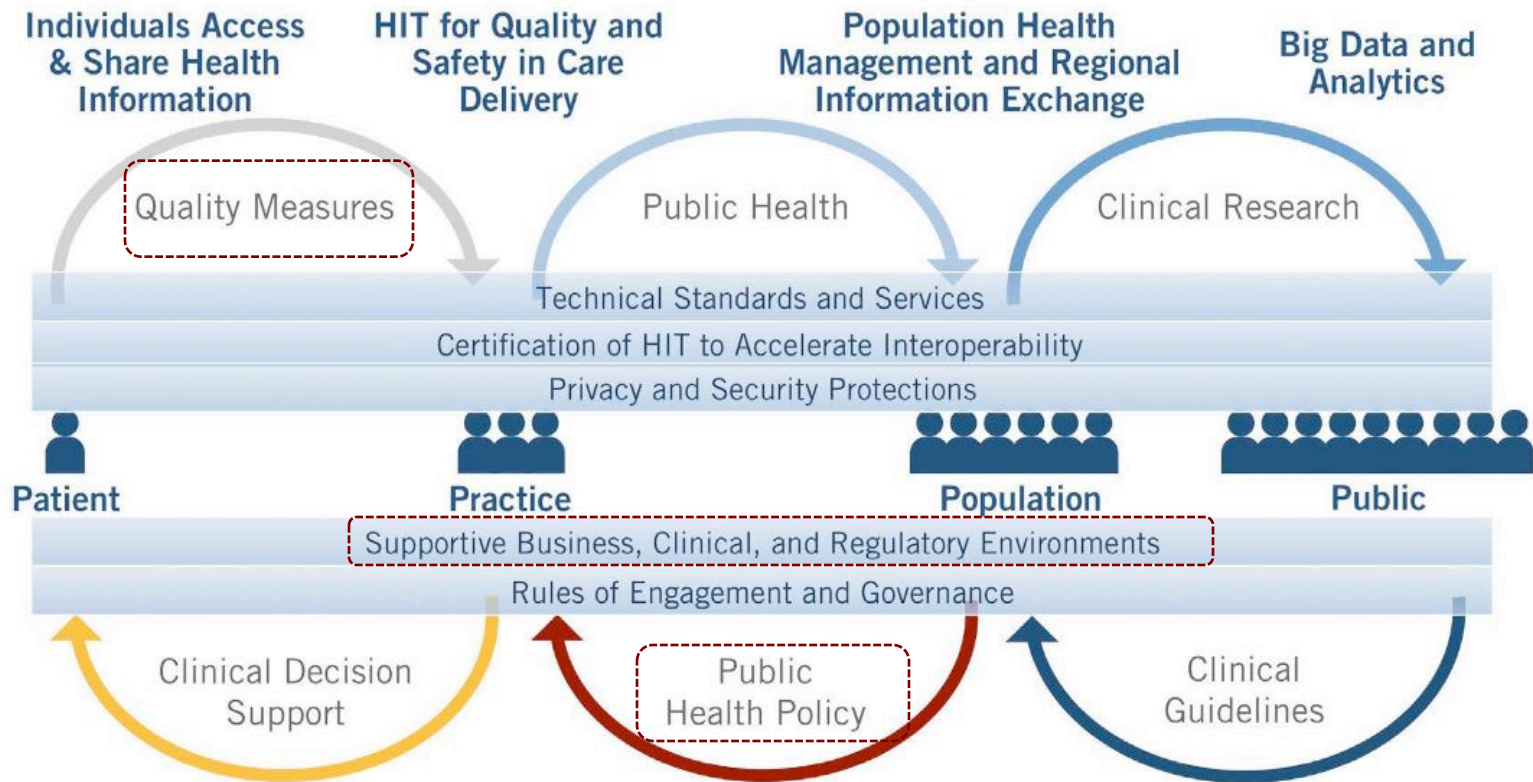 Individuals Access
& Share Health
Information
HIT for Quality and
Safety in Care
Delivery
Population Health
Management and Regional
Information Exchange
Big Data and
Analytics
Quality Measures
Public Health
Clinical Research
Technical Standards and Services
Certification of HIT to Accelerate Interoperability
Privacy and Security Protections
Patient
Practice
Population
Public
Supportive Business, Clinical, and Regulatory Environments
Rules of Engagement and Governance
Clinical Decision
Support
Public
Health Policy
Clinical
Guidelines